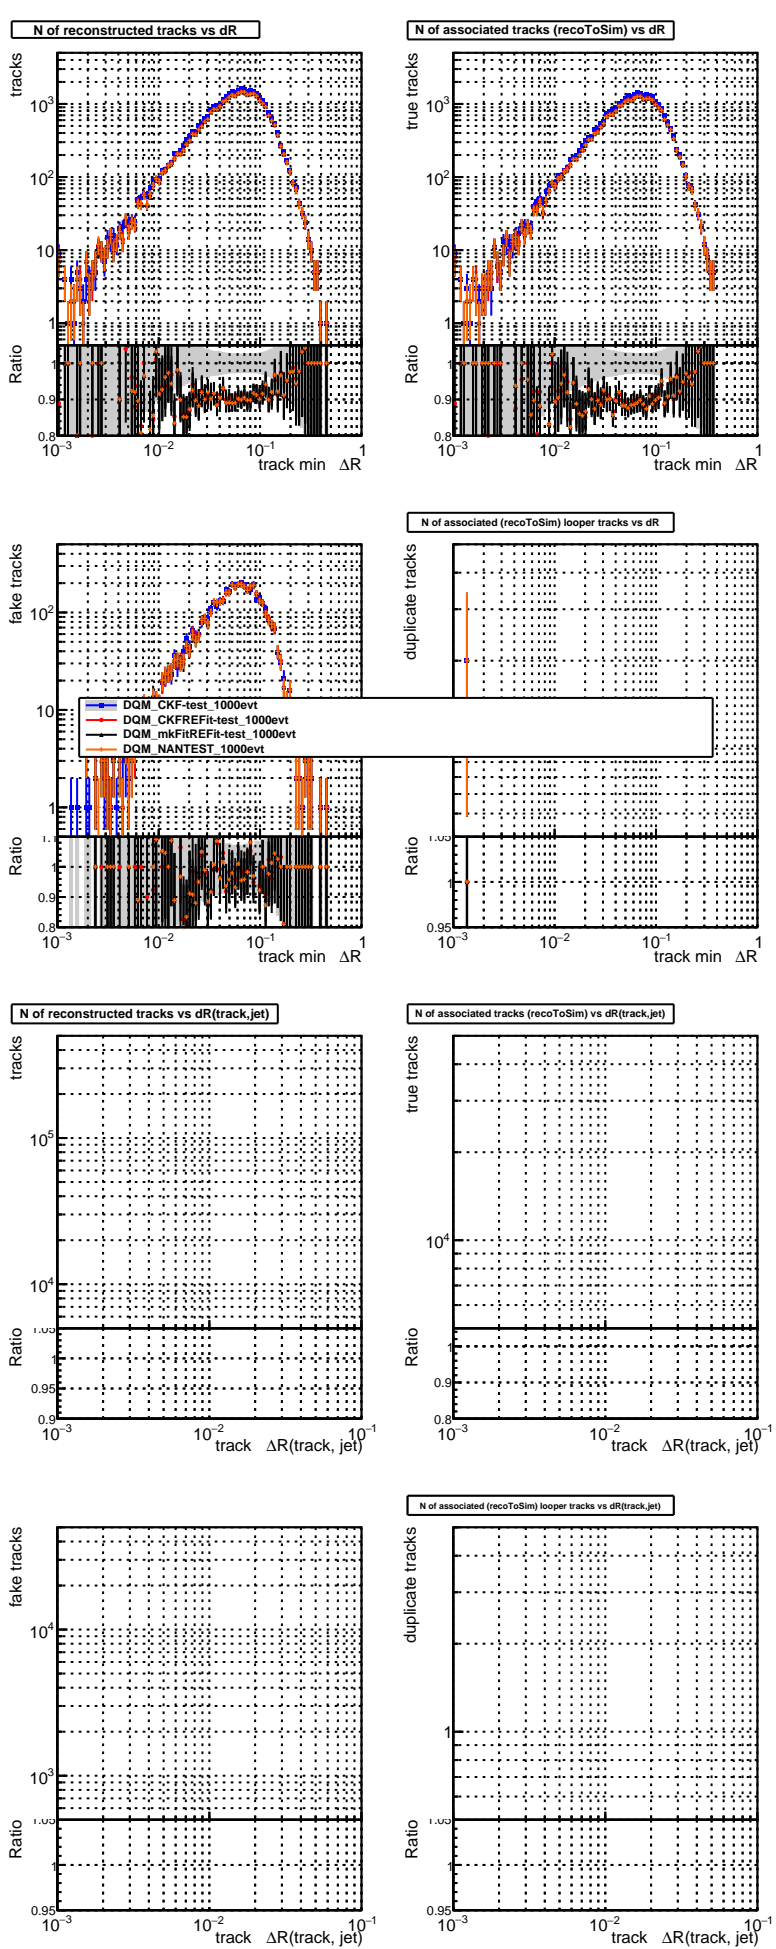 N of reconstructed tracks vs dR
tracks
10³
10²
10
1
Ratio
1
0.9
0.8
10⁻³ 10⁻² 10⁻¹ 1
track min ΔR
N of associated tracks (recoToSim) vs dR
true tracks
10³
10²
10
1
Ratio
1
0.9
0.8
10⁻³ 10⁻² 10⁻¹ 1
track min ΔR
fake tracks
10²
10
1
Ratio
1.1
1
0.9
0.8
10⁻³ 10⁻² 10⁻¹ 1
track min ΔR
N of associated (recoToSim) looper tracks vs dR
duplicate tracks
Ratio
1.05
1
0.95
10⁻³ 10⁻² 10⁻¹ 1
track min ΔR
DQM_CKF-test_1000evt
DQM_CKFREFit-test_1000evt
DQM_mkFitREFit-test_1000evt
DQM_NANTEST_1000evt
N of reconstructed tracks vs dR(track,jet)
tracks
10⁵
10⁴
Ratio
1.05
1
0.95
0.9
10⁻³ 10⁻² 10⁻¹
track ΔR(track, jet)
N of associated tracks (recoToSim) vs dR(track,jet)
true tracks
10⁴
Ratio
1
0.9
0.8
10⁻³ 10⁻² 10⁻¹
track ΔR(track, jet)
fake tracks
10⁴
10³
Ratio
1.05
1
0.95
10⁻³ 10⁻² 10⁻¹
track ΔR(track, jet)
N of associated (recoToSim) looper tracks vs dR(track,jet)
duplicate tracks
1
Ratio
1.05
1
0.95
10⁻³ 10⁻² 10⁻¹
track ΔR(track, jet)